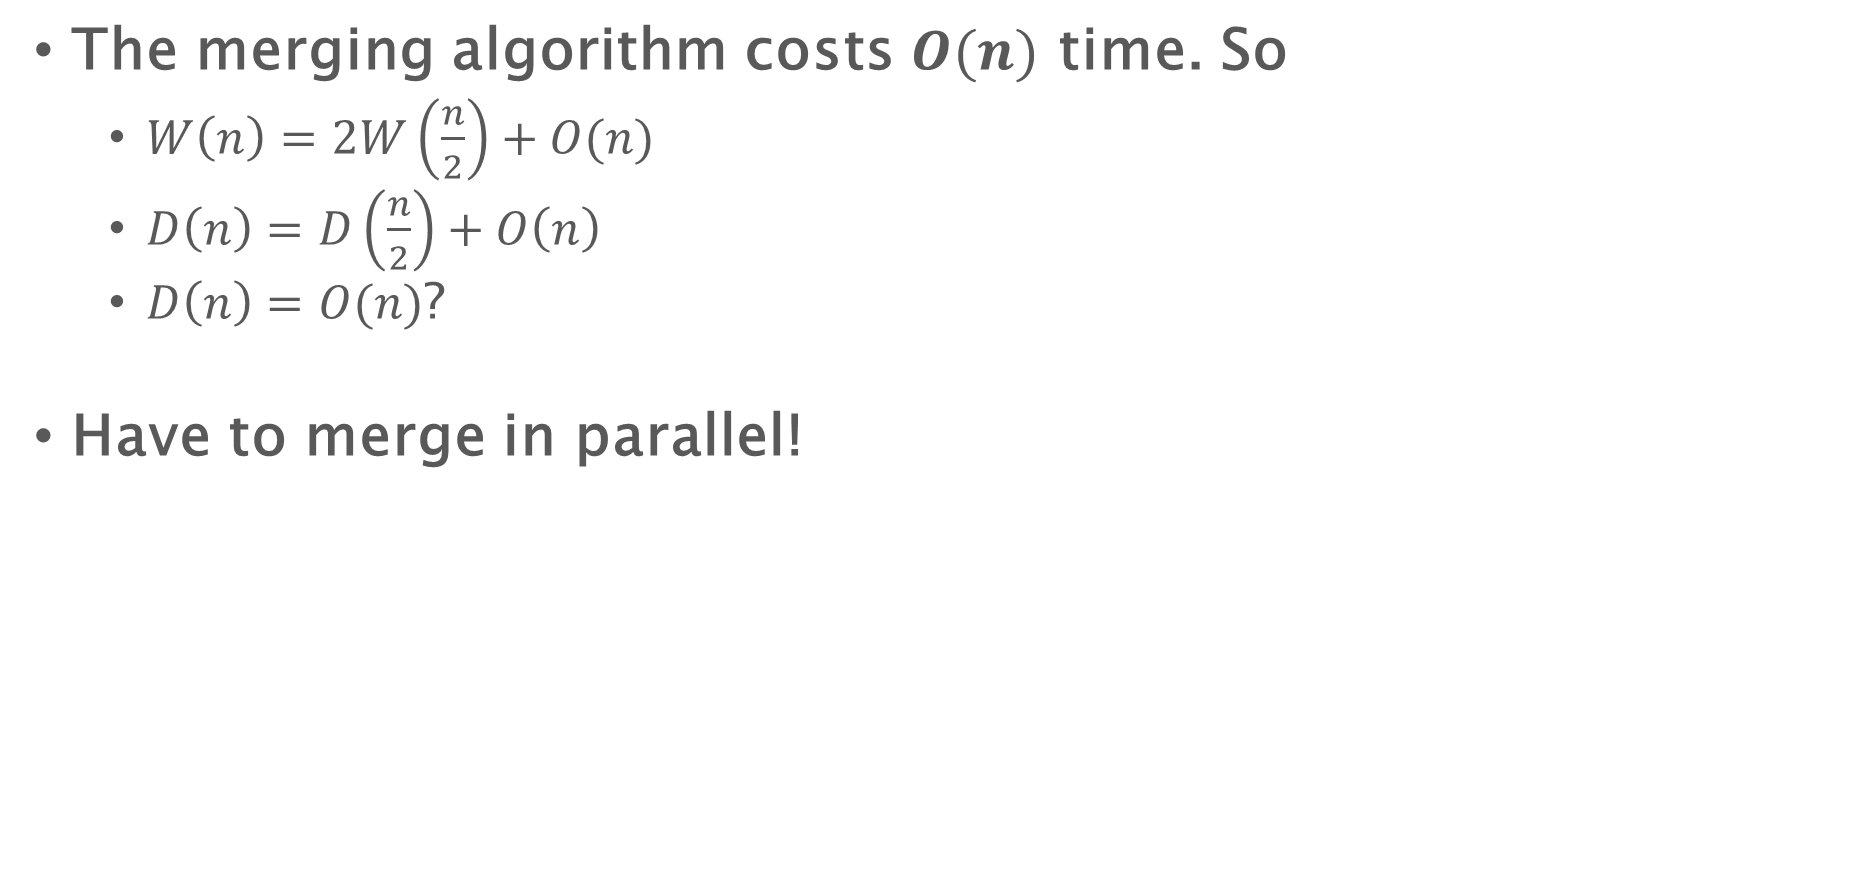 • The merging algorithm costs O(n) time. So
• W(n) = 2W(n/2) + O(n)
• D(n) = D(n/2) + O(n)
• D(n) = O(n)?
• Have to merge in parallel!